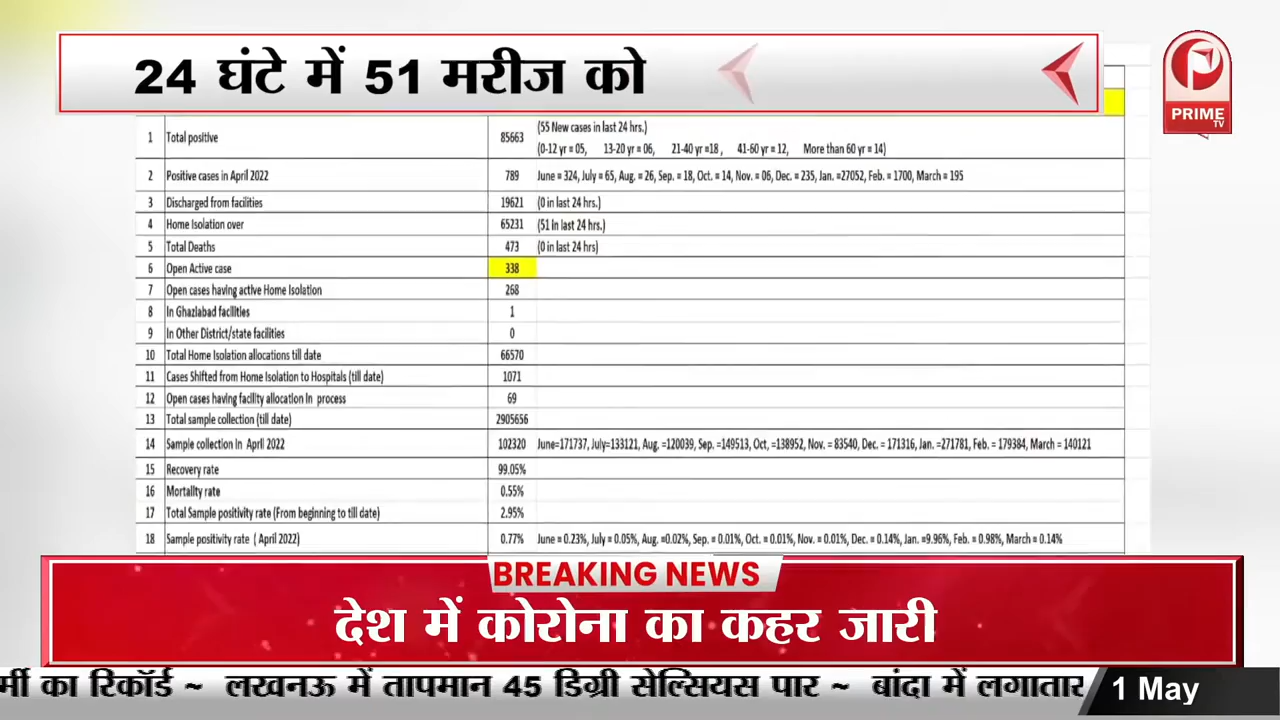 24 घंटे में 51 मरीज को
PRIME
TV
1 Total positive 85663 (55 New cases in last 24 hrs.)
(0-12 yr = 05, 13-20 yr = 06, 21-40 yr =18 , 41-60 yr = 12, More than 60 yr = 14)
2 Positive cases in April 2022 789 June = 324, July = 65, Aug. = 26, Sep. = 18, Oct. = 14, Nov. = 06, Dec. = 235, Jan. =27052, Feb. = 1700, March = 195
3 Discharged from facilities 19621 (0 in last 24 hrs.)
4 Home Isolation over 65231 (51 In last 24 hrs.)
5 Total Deaths 473 (0 in last 24 hrs)
6 Open Active case 338
7 Open cases having active Home Isolation 268
8 In Ghaziabad facilities 1
9 In Other District/state facilities 0
10 Total Home Isolation allocations till date 66570
11 Cases Shifted from Home Isolation to Hospitals (till date) 1071
12 Open cases having facility allocation In process 69
13 Total sample collection (till date) 2905656
14 Sample collection In April 2022 102320 June=171737, July=133121, Aug. =120039, Sep. =149513, Oct, =138952, Nov. = 83540, Dec. = 171316, Jan. =271781, Feb. = 179384, March = 140121
15 Recovery rate 99.05%
16 Mortality rate 0.55%
17 Total Sample positivity rate (From beginning to till date) 2.95%
18 Sample positivity rate ( April 2022) 0.77% June = 0.23%, July = 0.05%, Aug. =0.02%, Sep. = 0.01%, Oct. = 0.01%, Nov. = 0.01%, Dec. = 0.14%, Jan. =9.96%, Feb. = 0.98%, March = 0.14%
BREAKING NEWS
देश में कोरोना का कहर जारी
र्मी का रिकॉर्ड ~ लखनऊ में तापमान 45 डिग्री सेल्सियस पार ~ बांदा में लगातार 1 May